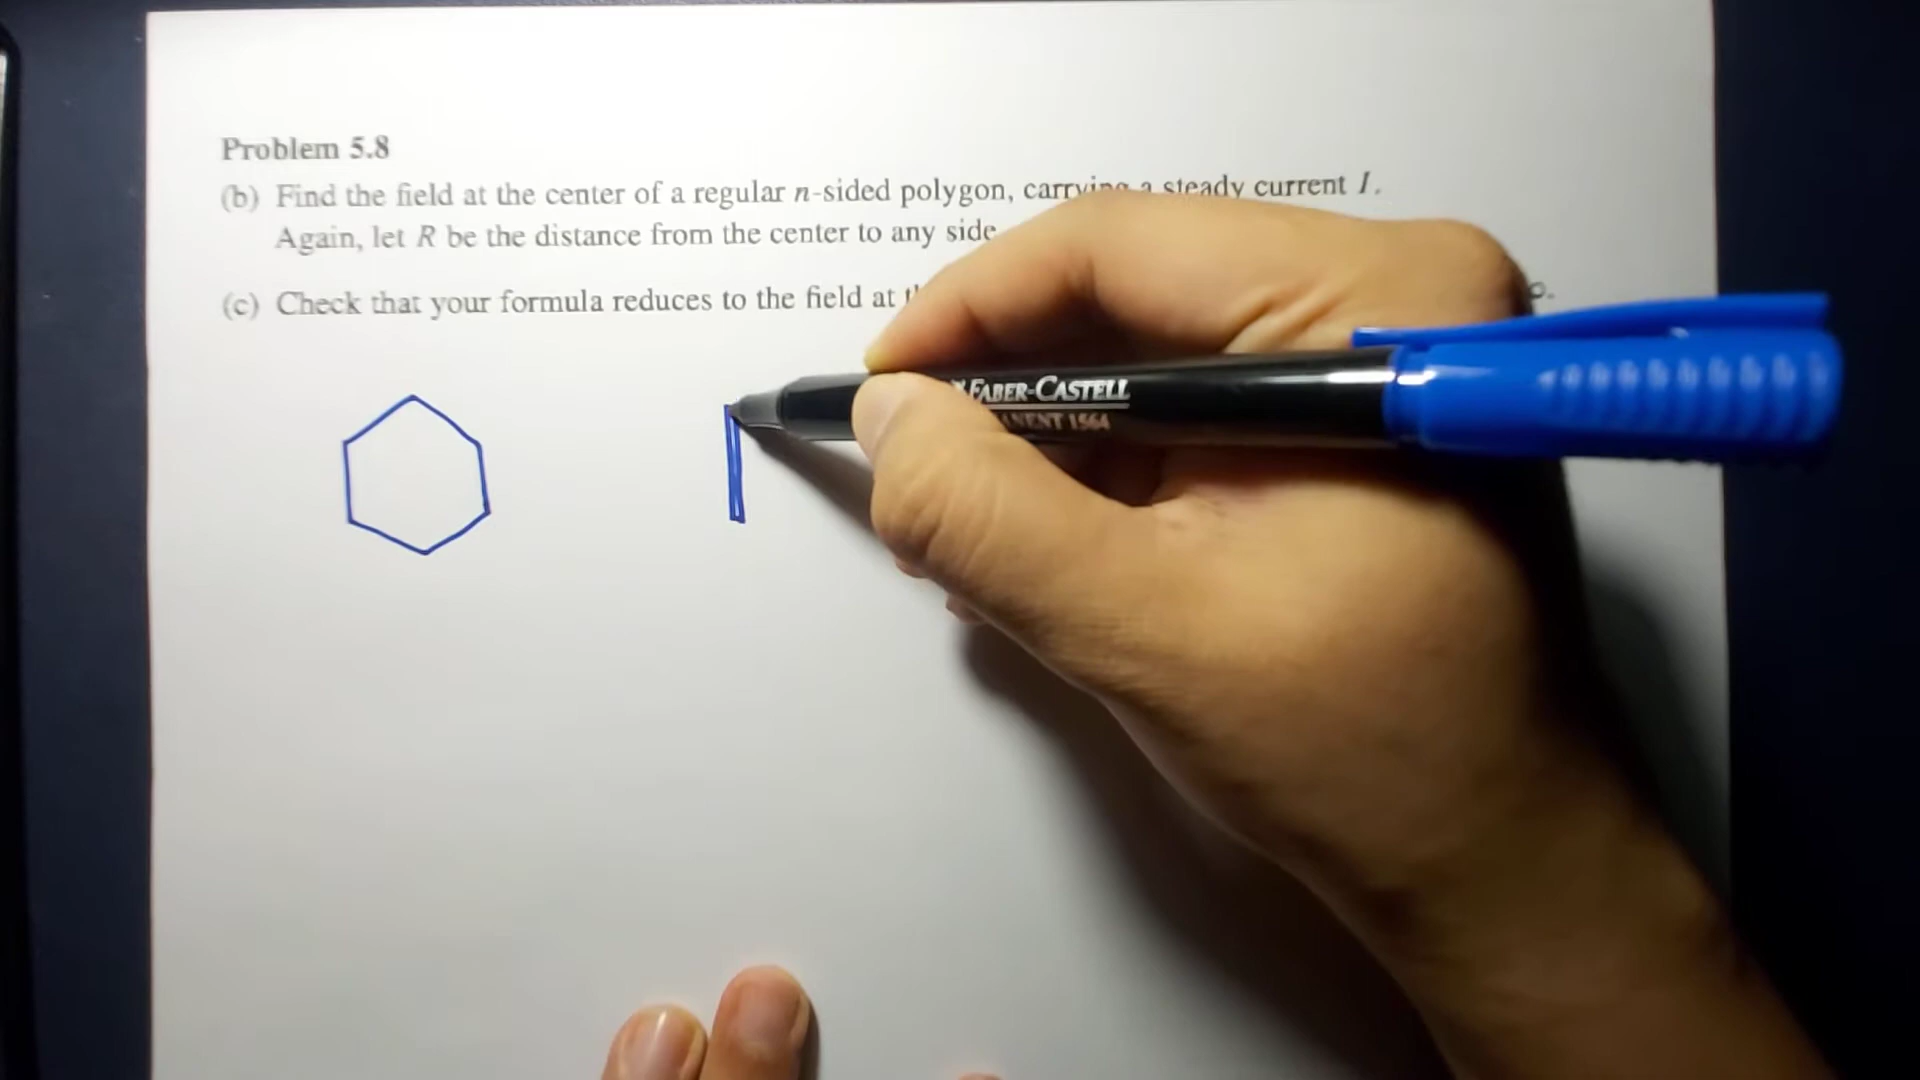 Problem 5.8
(b) Find the field at the center of a regular n-sided polygon, carrying a steady current I.
Again, let R be the distance from the center to any side
(c) Check that your formula reduces to the field at
FABER-CASTELL
1564